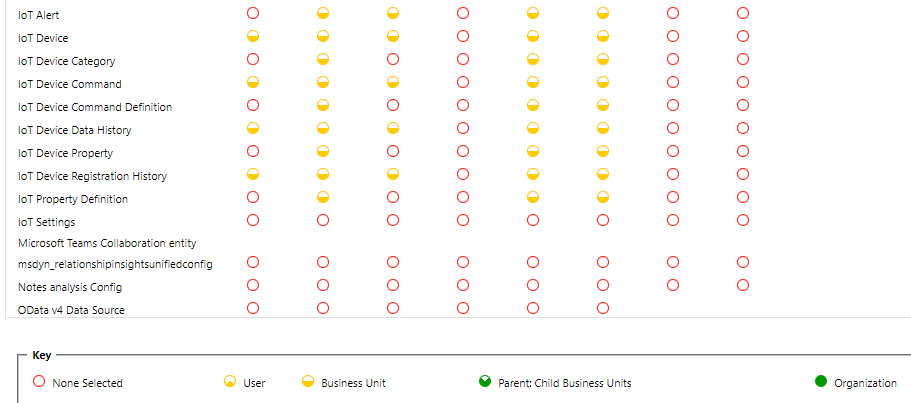 IoT Alert
IoT Device
IoT Device Category
IoT Device Command
IoT Device Command Definition
IoT Device Data History
IoT Device Property
IoT Device Registration History
IoT Property Definition
IoT Settings
Microsoft Teams Collaboration entity
msdyn_relationshipinsightsunifiedconfig
Notes analysis Config
OData v4 Data Source
Key
None Selected User Business Unit Parent: Child Business Units Organization